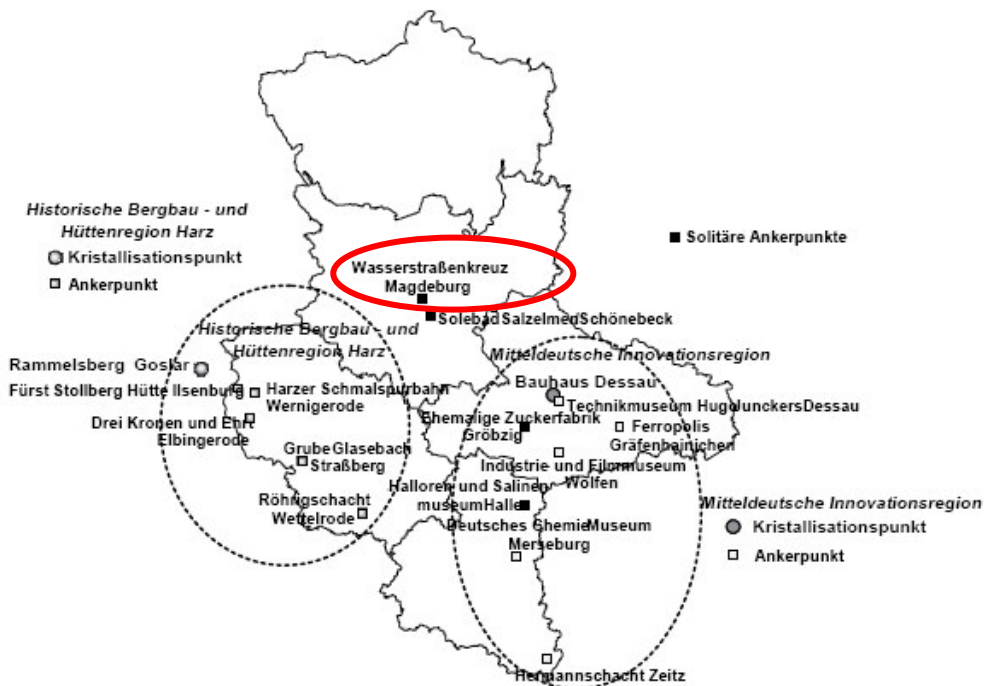 Historische Bergbau - und
Hüttenregion Harz
Kristallisationspunkt
Ankerpunkt
Solitäre Ankerpunkte
Wasserstraßenkreuz
Magdeburg
Solebad Salzelmen Schönebeck
Historische Bergbau - und
Hüttenregion Harz
Mitteldeutsche Innovationsregion
Rammelsberg Goslar
Bauhaus Dessau
Fürst Stollberg Hütte Ilsenburg
Harzer Schmalspurbahn
Wernigerode
Technikmuseum Hugo Junckers Dessau
Drei Kronen und Ehrt
Elbingerode
Ehemalige Zuckerfabrik
Gröbzig
Ferropolis
Gräfenhainichen
Grube Glasebach
Straßberg
Industrie und Filmmuseum
Wolfen
Halloren und Salinen
museum Halle
Röhrigschacht
Wettelrode
Mitteldeutsche Innovationsregion
Kristallisationspunkt
Ankerpunkt
Deutsches Chemie Museum
Merseburg
Hermannschacht Zeitz